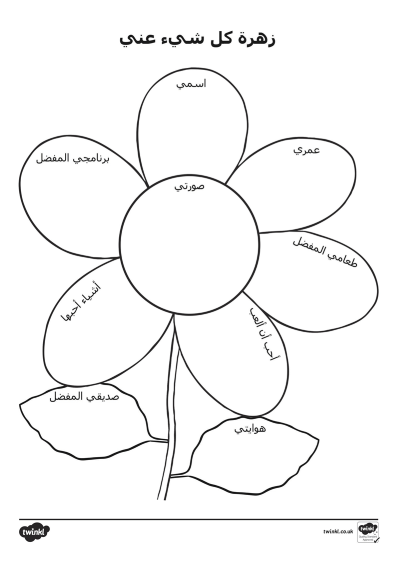 زهرة كل شيء عني
اسمي
عمري
برنامجي المفضل
صورتي
طعامي المفضل
أشياء أحبها
أحب أن ألعب
صديقي المفضل
هوايتي
twinkl
twinkl.co.uk
twinkl